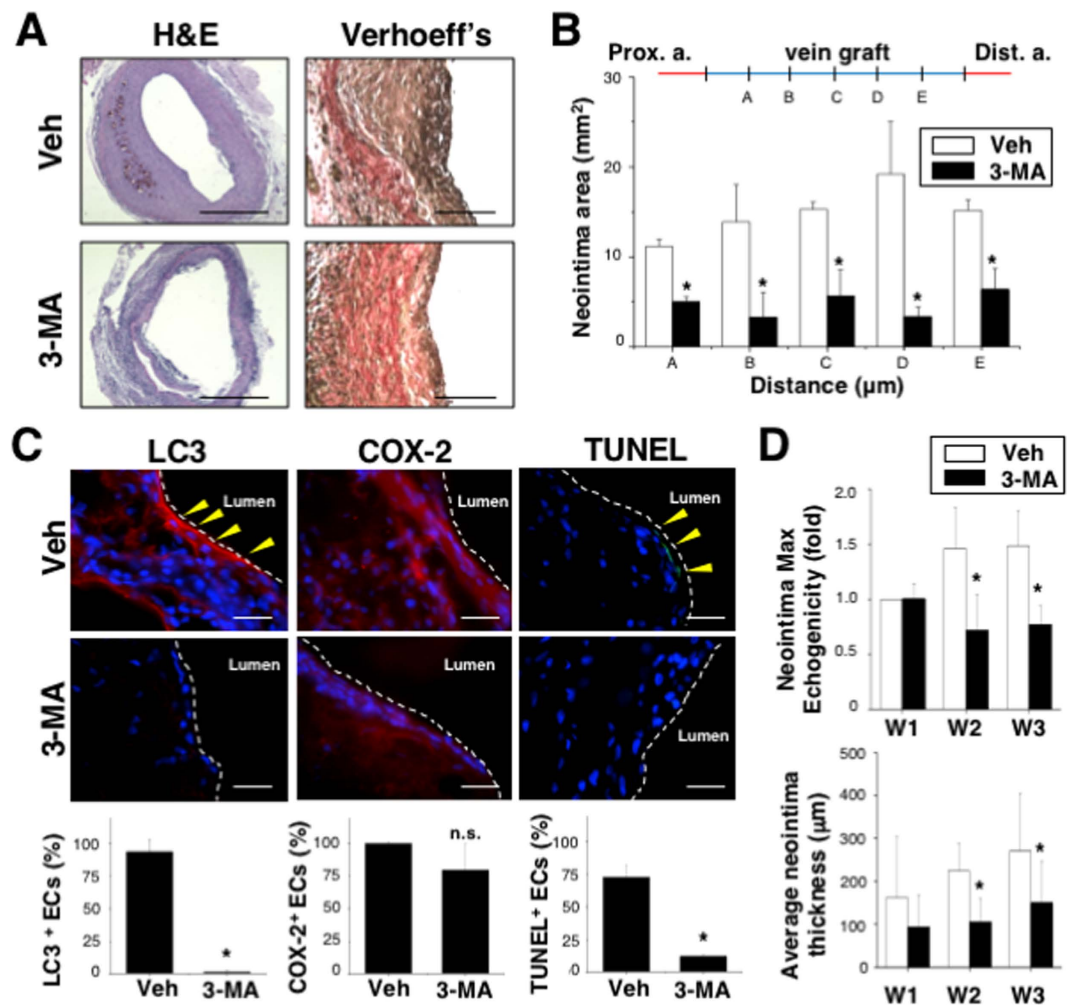 A
H&E
Verhoeff's
Veh
3-MA
B
Prox. a.
vein graft
Dist. a.
A B C D E
Neointima area (mm²)
30
20
10
0
Veh
3-MA
* * * * *
A B C D E
Distance (µm)
C
LC3
COX-2
TUNEL
Veh
Lumen
Lumen
Lumen
3-MA
Lumen
Lumen
Lumen
LC3 + ECs (%)
100
75
50
25
0
*
Veh 3-MA
COX-2+ ECs (%)
100
75
50
25
0
n.s.
Veh 3-MA
TUNEL+ ECs (%)
100
75
50
25
0
*
Veh 3-MA
D
Veh
3-MA
Neointima Max
Echogenicity (fold)
2.0
1.5
1.0
0.5
0
* *
W1 W2 W3
Average neointima
thickness (µm)
500
400
300
200
100
0
* *
W1 W2 W3